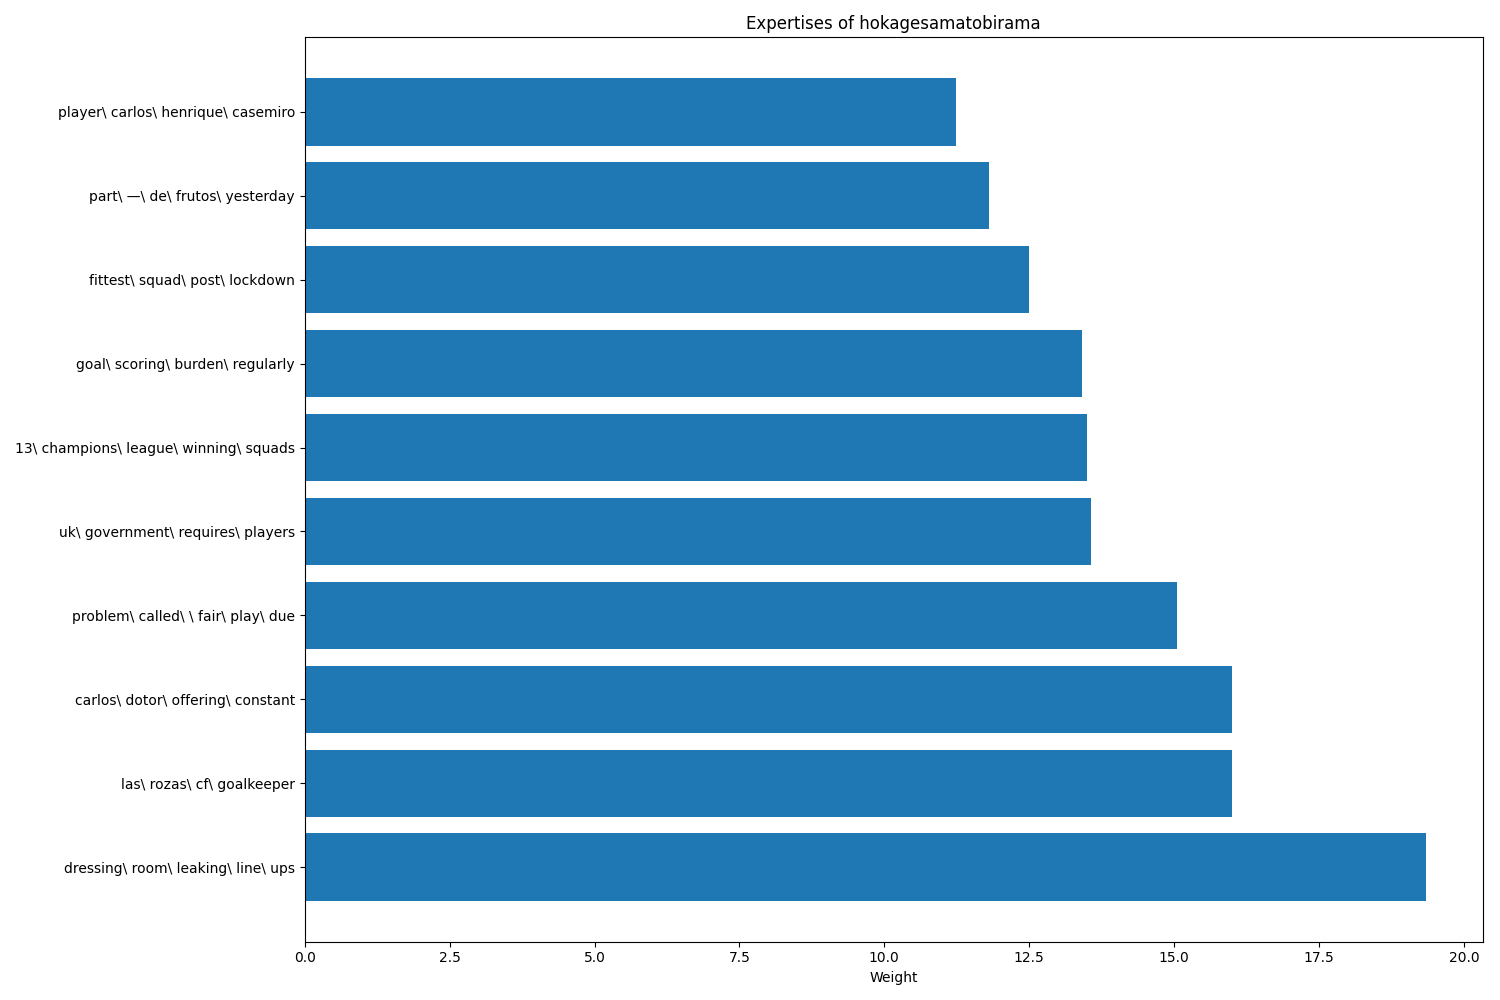 Expertises of hokagesamatobirama
player\ carlos\ henrique\ casemiro
part\ —\ de\ frutos\ yesterday
fittest\ squad\ post\ lockdown
goal\ scoring\ burden\ regularly
13\ champions\ league\ winning\ squads
uk\ government\ requires\ players
problem\ called\ \ fair\ play\ due
carlos\ dotor\ offering\ constant
las\ rozas\ cf\ goalkeeper
dressing\ room\ leaking\ line\ ups
0.0 2.5 5.0 7.5 10.0 12.5 15.0 17.5 20.0
Weight